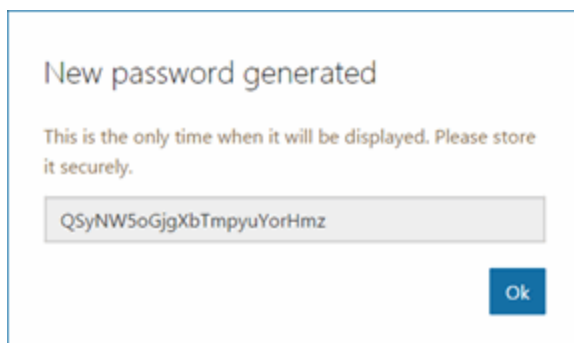 New password generated
This is the only time when it will be displayed. Please store
it securely.
QSyNW5oGjgXbTmpyuYorHmz
Ok